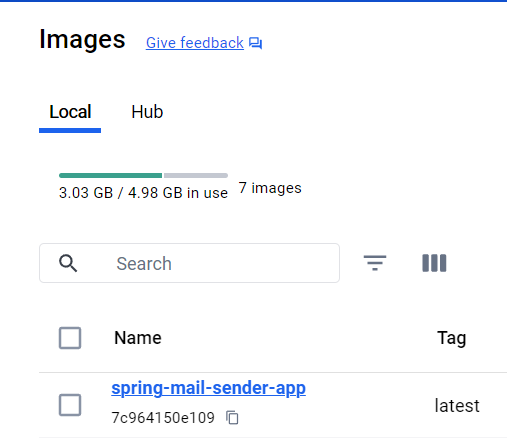 Images Give feedback
Local Hub
3.03 GB / 4.98 GB in use 7 images
Search
Name Tag
spring-mail-sender-app
7c964150e109
latest